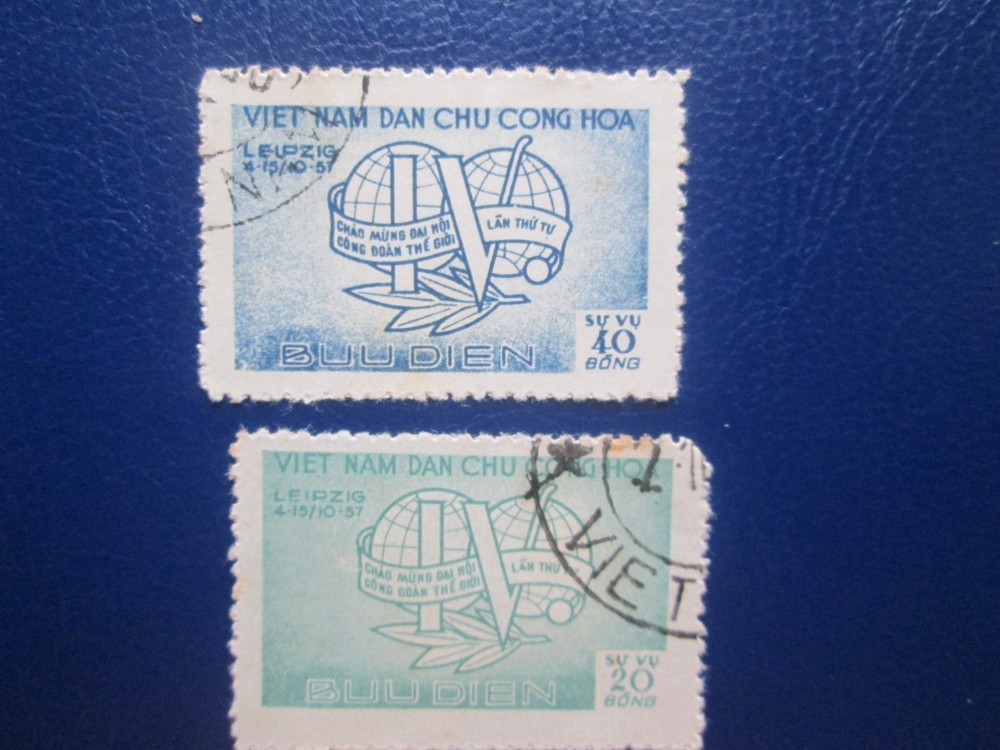 VIET NAM DAN CHU CONG HOA
LEIPZIG
4-15/10-57
IV
CHÀO MỪNG ĐẠI HỘI
CÔNG ĐOÀN THẾ GIỚI
LẦN THỨ TƯ
SỰ VỤ
40
ĐỒNG
BUU DIEN
VIET NAM DAN CHU CONG HOA
LEIPZIG
4-15/10-57
IV
CHÀO MỪNG ĐẠI HỘI
CÔNG ĐOÀN THẾ GIỚI
LẦN THỨ
SỰ VỤ
20
ĐỒNG
BUU DIEN
VIET